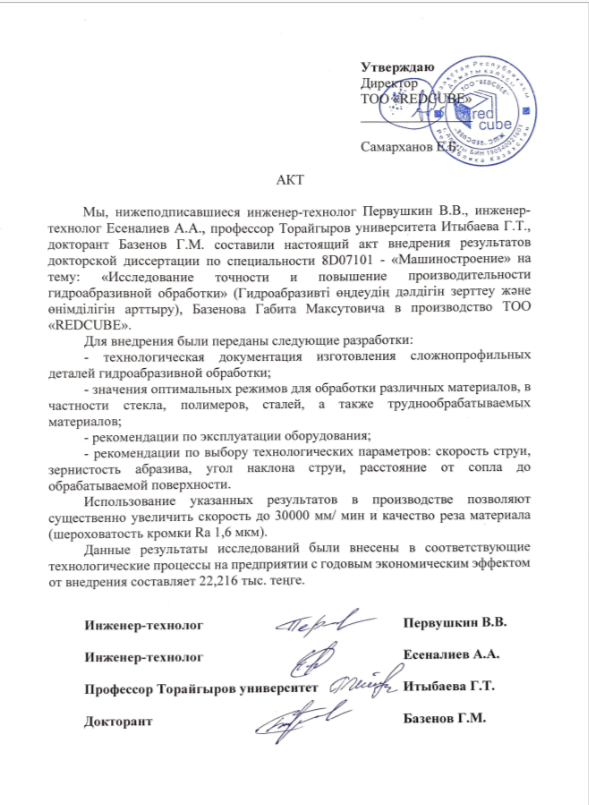 Утверждаю
Директор
ТОО «REDCUBE»
red
cube
Самарханов Е.Б.
АКТ
Мы, нижеподписавшиеся инженер-технолог Первушкин В.В., инженер-
технолог Есеналиев А.А., профессор Торайгыров университета Итыбаева Г.Т.,
докторант Базенов Г.М. составили настоящий акт внедрения результатов
докторской диссертации по специальности 8D07101 - «Машиностроение» на
тему: «Исследование точности и повышение производительности
гидроабразивной обработки» (Гидроабразивті өңдеудің дәлдігін зерттеу және
өнімділігін арттыру), Базенова Габита Максутовича в производство ТОО
«REDCUBE».
Для внедрения были переданы следующие разработки:
- технологическая документация изготовления сложнопрофильных
деталей гидроабразивной обработки;
- значения оптимальных режимов для обработки различных материалов, в
частности стекла, полимеров, сталей, а также труднообрабатываемых
материалов;
- рекомендации по эксплуатации оборудования;
- рекомендации по выбору технологических параметров: скорость струи,
зернистость абразива, угол наклона струи, расстояние от сопла до
обрабатываемой поверхности.
Использование указанных результатов в производстве позволяют
существенно увеличить скорость до 30000 мм/ мин и качество реза материала
(шероховатость кромки Ra 1,6 мкм).
Данные результаты исследований были внесены в соответствующие
технологические процессы на предприятии с годовым экономическим эффектом
от внедрения составляет 22,216 тыс. теңге.
Инженер-технолог Первушкин В.В.
Инженер-технолог Есеналиев А.А.
Профессор Торайгыров университет Итыбаева Г.Т.
Докторант Базенов Г.М.